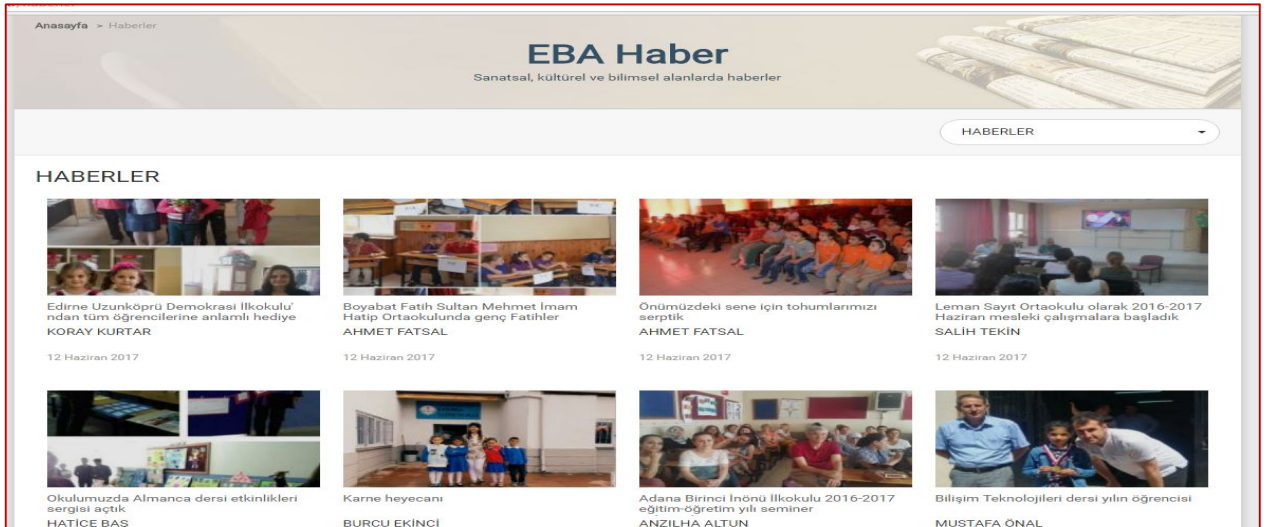 Anasayfa > Haberler
EBA Haber
Sanatsal, kültürel ve bilimsel alanlarda haberler
HABERLER
HABERLER
Edirne Uzunköprü Demokrasi İlkokulu'
ndan tüm öğrencilerine anlamlı hediye
KORAY KURTAR
12 Haziran 2017
Boyabat Fatih Sultan Mehmet İmam
Hatip Ortaokulunda genç Fatihler
AHMET FATSAL
12 Haziran 2017
Önümüzdeki sene için tohumlarımızı
serptik
AHMET FATSAL
12 Haziran 2017
Leman Sayıt Ortaokulu olarak 2016-2017
Haziran mesleki çalışmalara başladık
SALİH TEKİN
12 Haziran 2017
Okulumuzda Almanca dersi etkinlikleri
sergisi açtık
HATİCE BAS
Karne heyecanı
BURCU EKİNCİ
Adana Birinci İnönü İlkokulu 2016-2017
eğitim-öğretim yılı seminer
ANZILHA ALTUN
Bilişim Teknolojileri dersi yılın öğrencisi
MUSTAFA ÖNAL